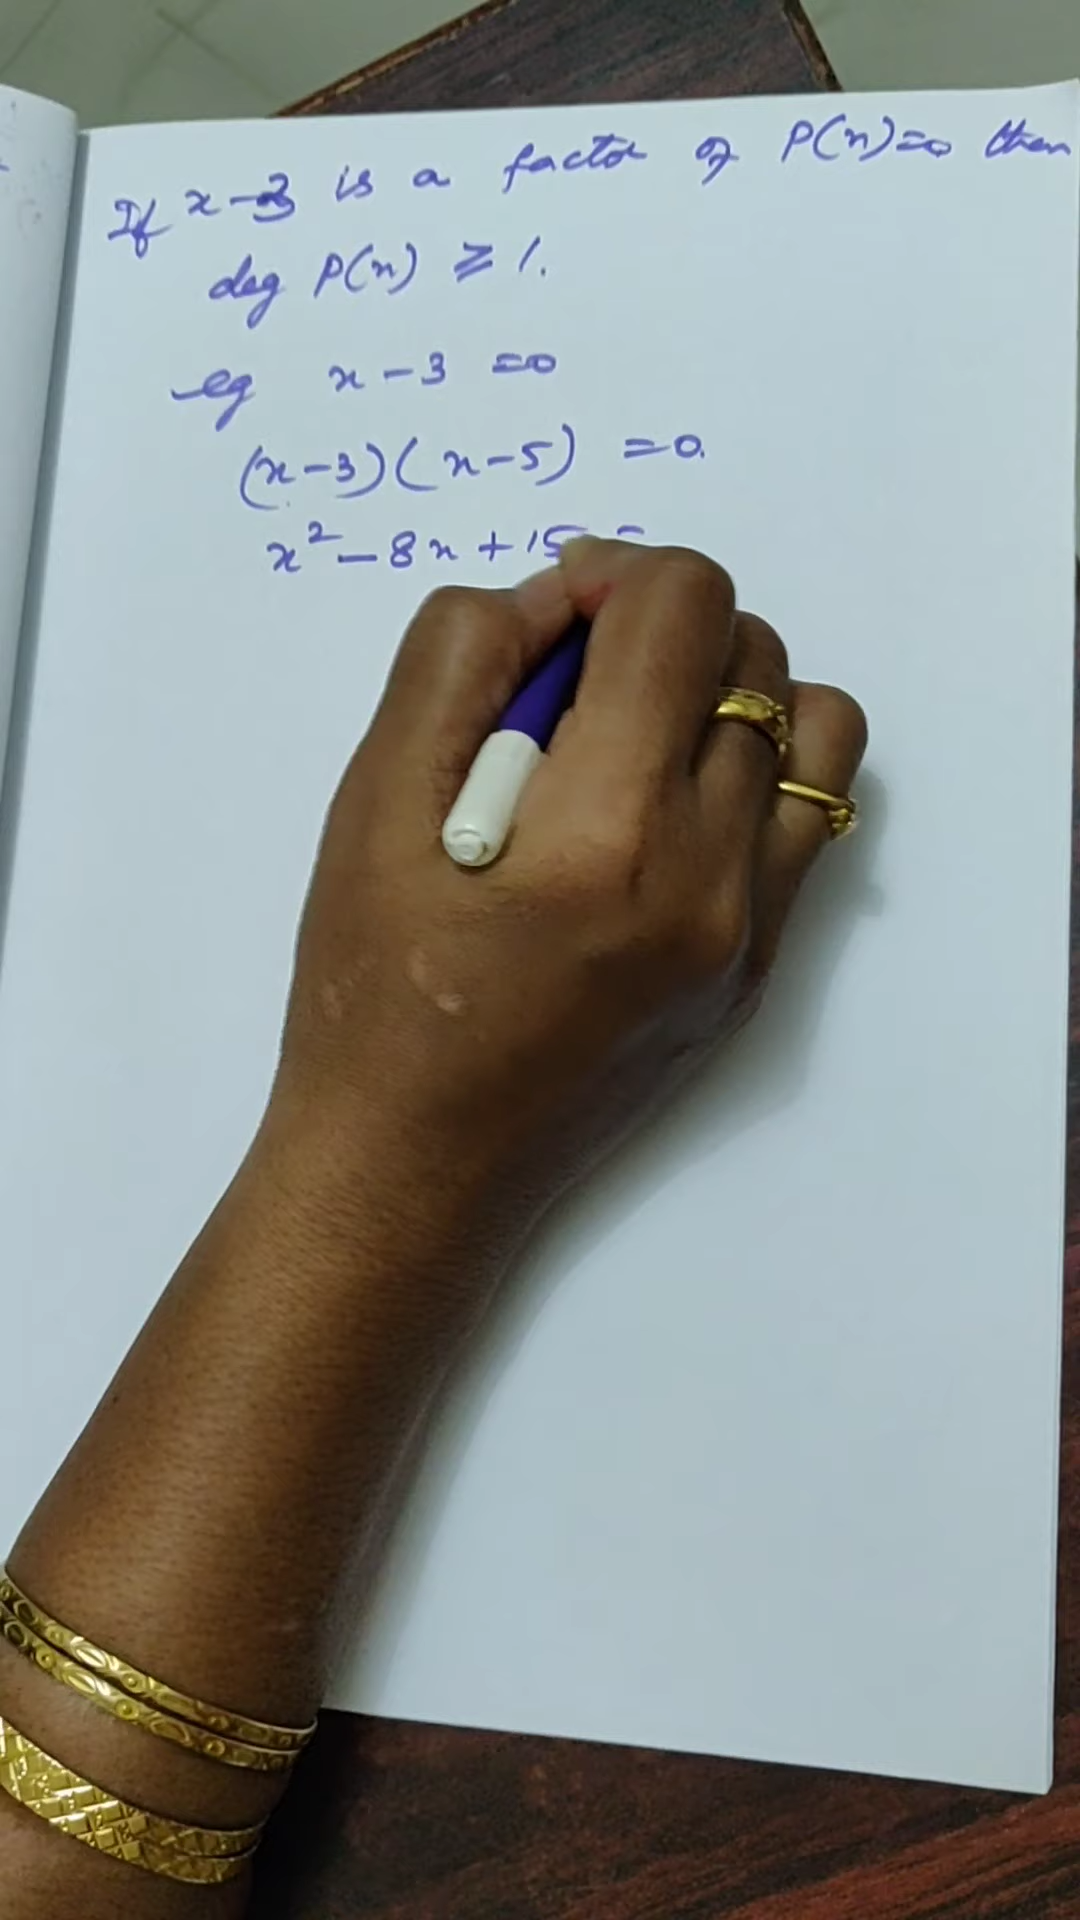 If x-3 is a factor of P(x)=0 then
deg P(x) ≥ 1.
eg x-3 =0
(x-3)(x-5) =0.
x²-8x+15 =